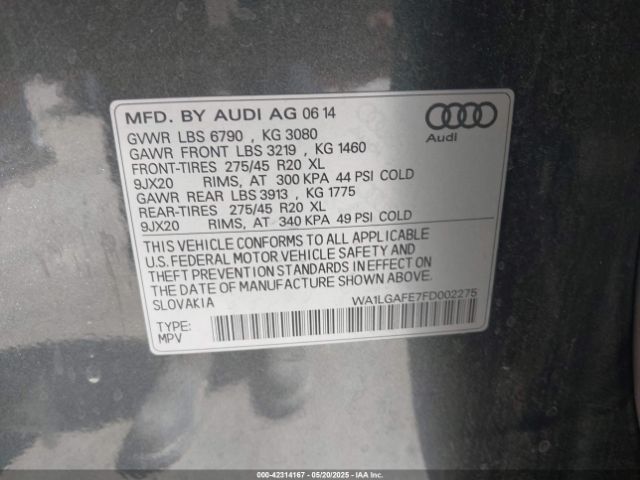 MFD. BY AUDI AG 06 14
GVWR LBS 6790 , KG 3080
GAWR FRONT LBS 3219 , KG 1460
FRONT-TIRES 275/45 R20 XL
9JX20 RIMS, AT 300 KPA 44 PSI COLD
GAWR REAR LBS 3913 , KG 1775
REAR-TIRES 275/45 R20 XL
9JX20 RIMS, AT 340 KPA 49 PSI COLD
Audi
THIS VEHICLE CONFORMS TO ALL APPLICABLE
U.S. FEDERAL MOTOR VEHICLE SAFETY AND
THEFT PREVENTION STANDARDS IN EFFECT ON
THE DATE OF MANUFACTURE SHOWN ABOVE.
SLOVAKIA WA1LGAFE7FD002275
TYPE:
MPV
000-42314167 - 05/20/2025 - IAA Inc.